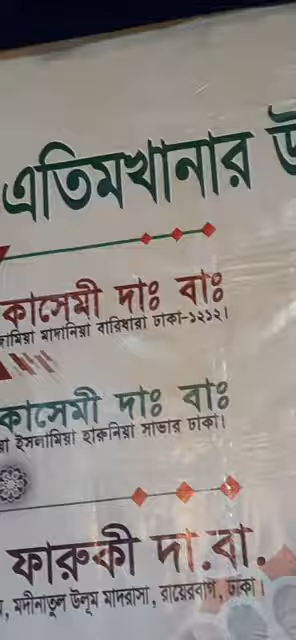 এতিমখানার উ
কাসেমী দাঃ বাঃ
মাদানিয়া বারিধারা ঢাকা-১২১২।
কাসেমী দাঃ বাঃ
ইসলামিয়া হারুনিয়া সাভার ঢাকা।
ফারুকী দা.বা.
মদীনাতুল উলূম মাদরাসা, রায়েরবাগ, ঢাকা।